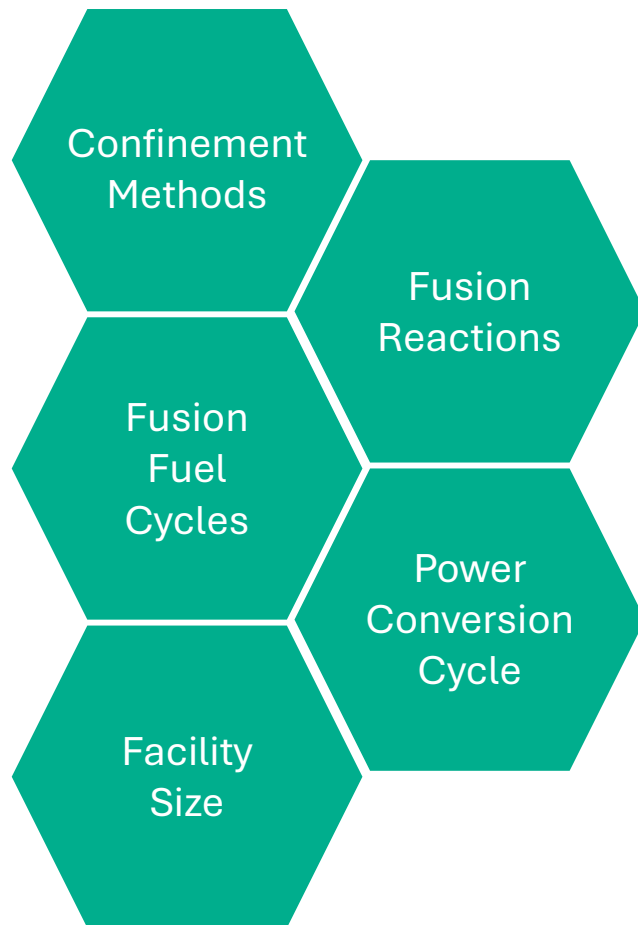 Confinement
Methods
Fusion
Reactions
Fusion
Fuel
Cycles
Power
Conversion
Cycle
Facility
Size